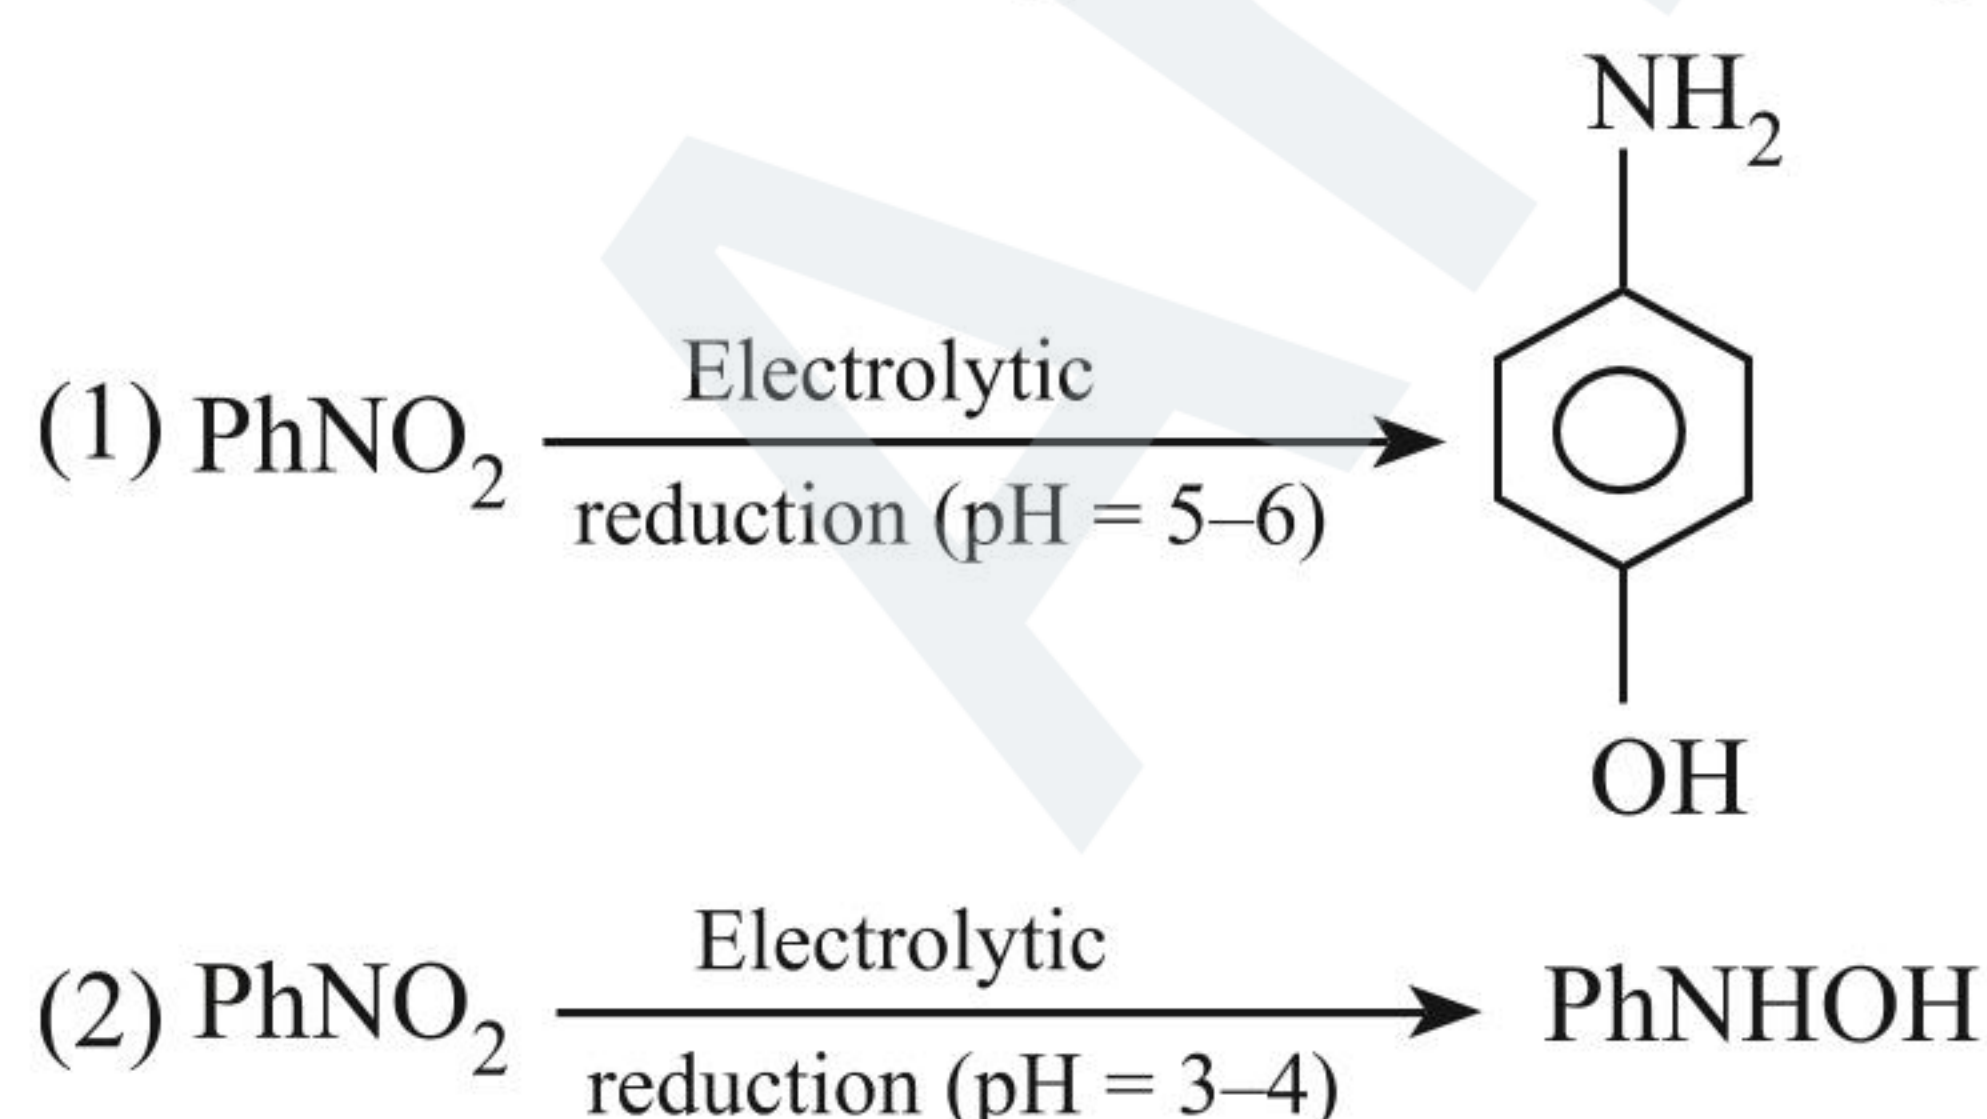 NH₂
(1) PhNO₂ Electrolytic
reduction (pH = 5–6)
OH
(2) PhNO₂ Electrolytic PhNHOH
reduction (pH = 3–4)